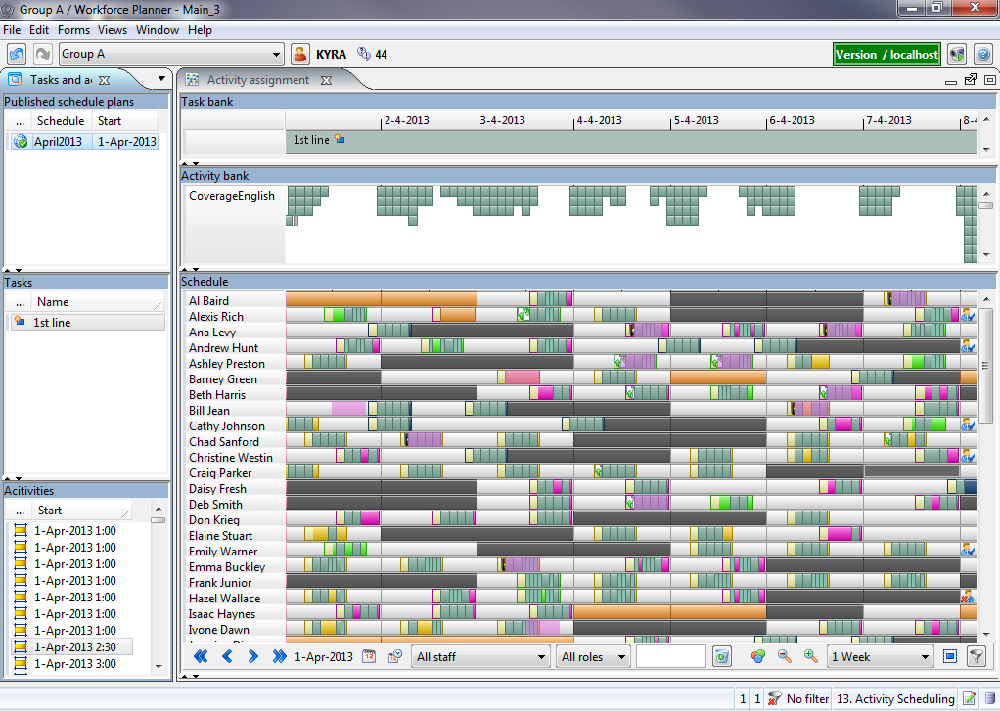 Group A / Workforce Planner - Main_3
File Edit Forms Views Window Help
Group A KYRA 44 Version / localhost
Tasks and a
Activity assignment
Published schedule plans
... Schedule Start
April2013 1-Apr-2013
Task bank
2-4-2013 3-4-2013 4-4-2013 5-4-2013 6-4-2013 7-4-2013 8-4
1st line
Activity bank
CoverageEnglish
Tasks
... Name
1st line
Schedule
Al Baird
Alexis Rich
Ana Levy
Andrew Hunt
Ashley Preston
Barney Green
Beth Harris
Bill Jean
Cathy Johnson
Chad Sanford
Christine Westin
Craig Parker
Daisy Fresh
Deb Smith
Don Krieg
Elaine Stuart
Emily Warner
Emma Buckley
Frank Junior
Hazel Wallace
Isaac Haynes
Ivone Dawn
Acitivities
... Start
1-Apr-2013 1:00
1-Apr-2013 1:00
1-Apr-2013 1:00
1-Apr-2013 1:00
1-Apr-2013 1:00
1-Apr-2013 1:00
1-Apr-2013 1:00
1-Apr-2013 2:30
1-Apr-2013 3:00
1-Apr-2013 12 All staff All roles 1 Week
1 1 No filter 13. Activity Scheduling